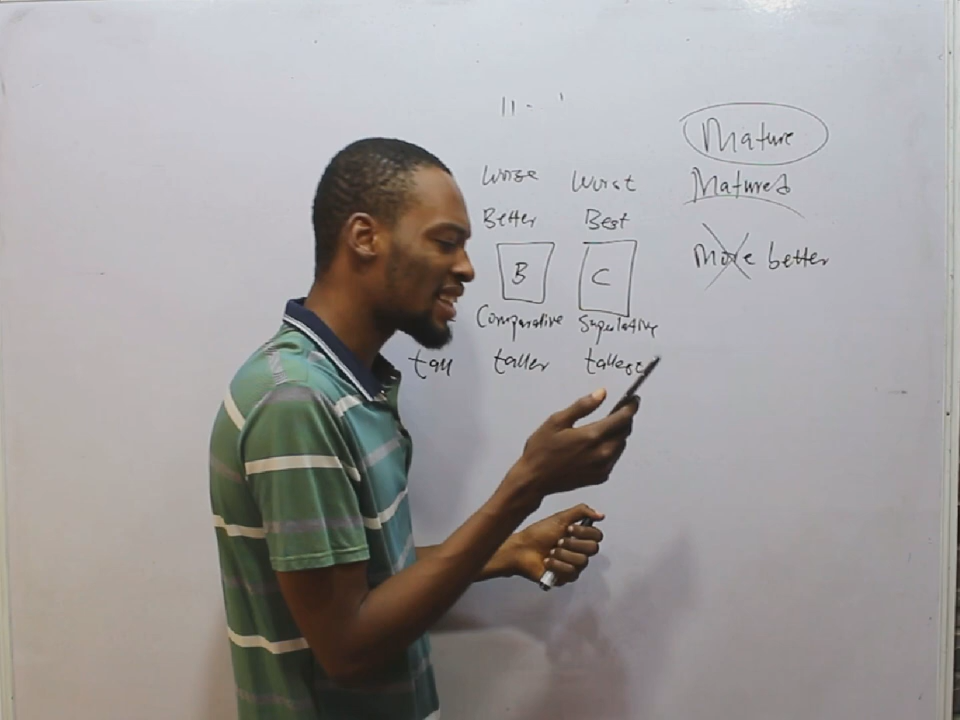 Mature
Worse Worst Matured
Better Best
B C More better
Comparative Superlative
tall taller tallest